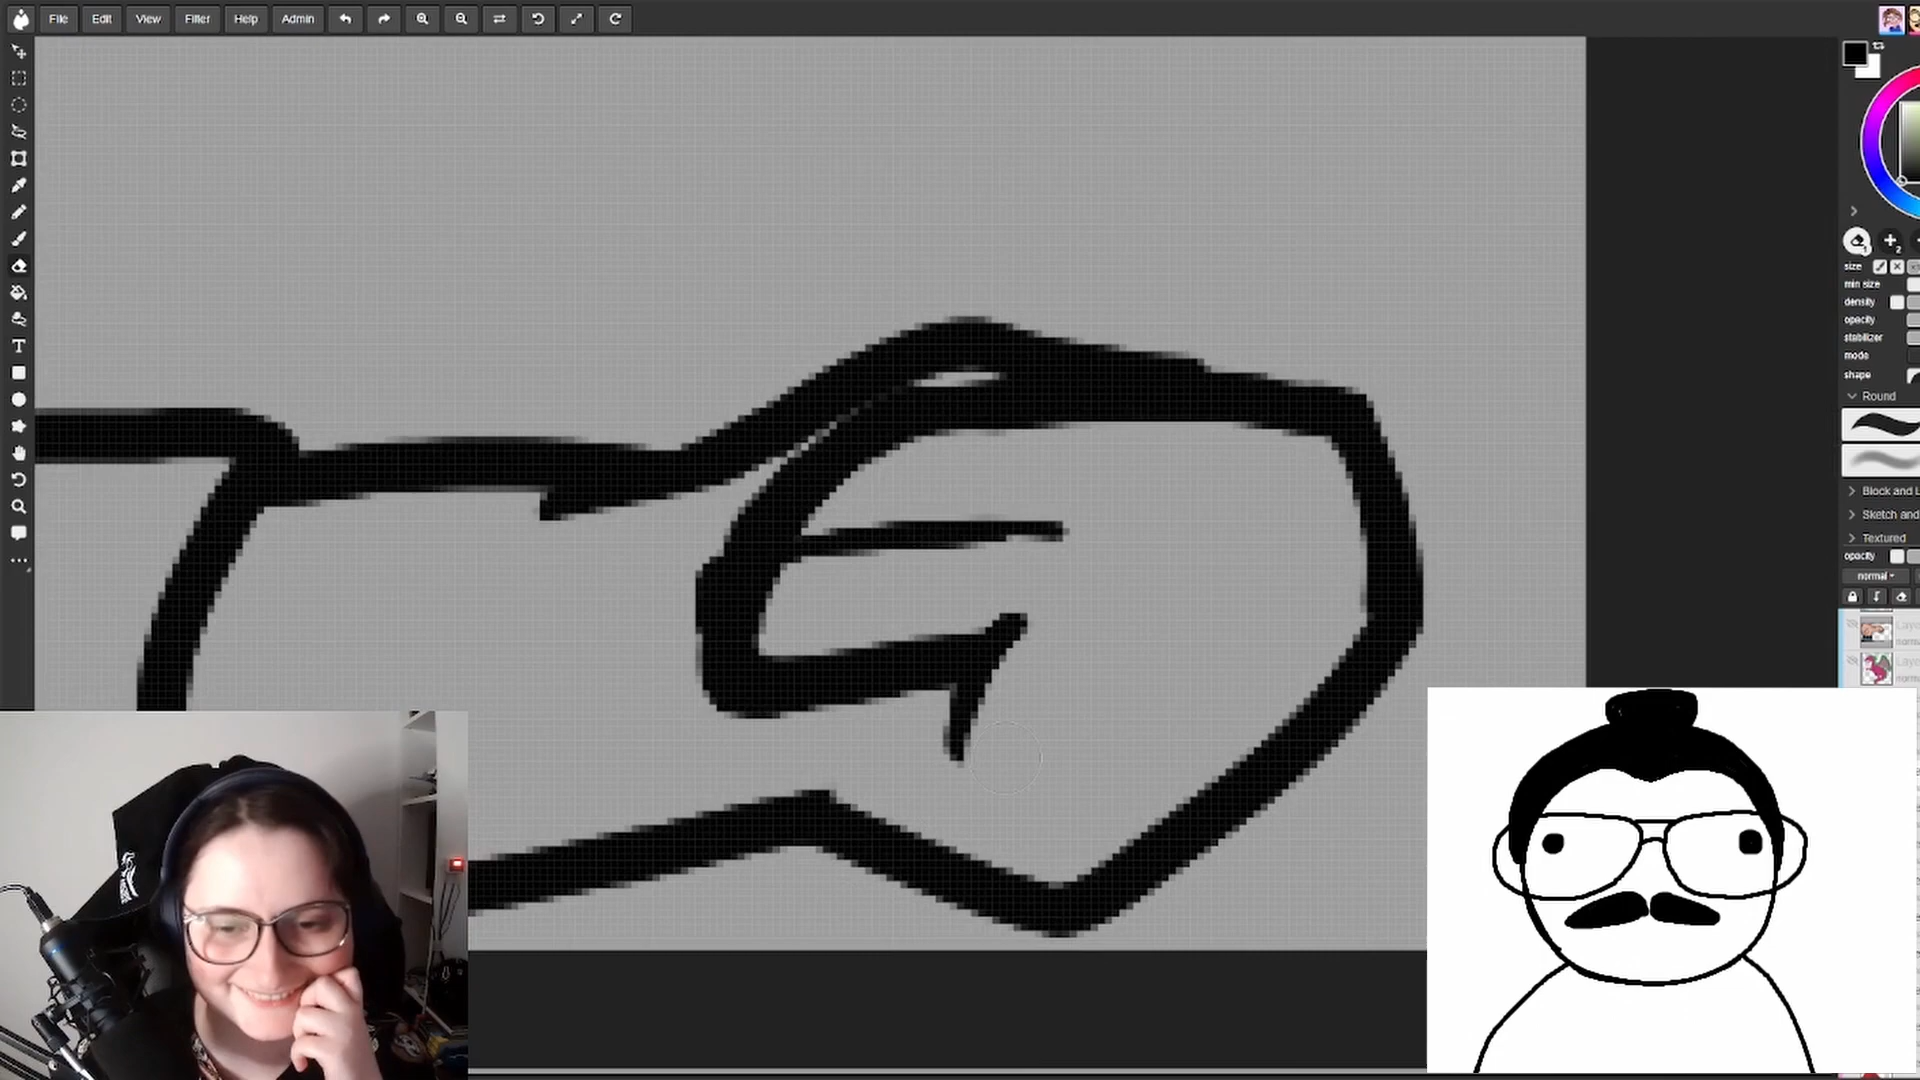 File Edit View Filter Help Admin
size
min size
density
opacity
stabilizer
mode
shape
Round
Block and L
Sketch and
Textured
opacity
normal
T